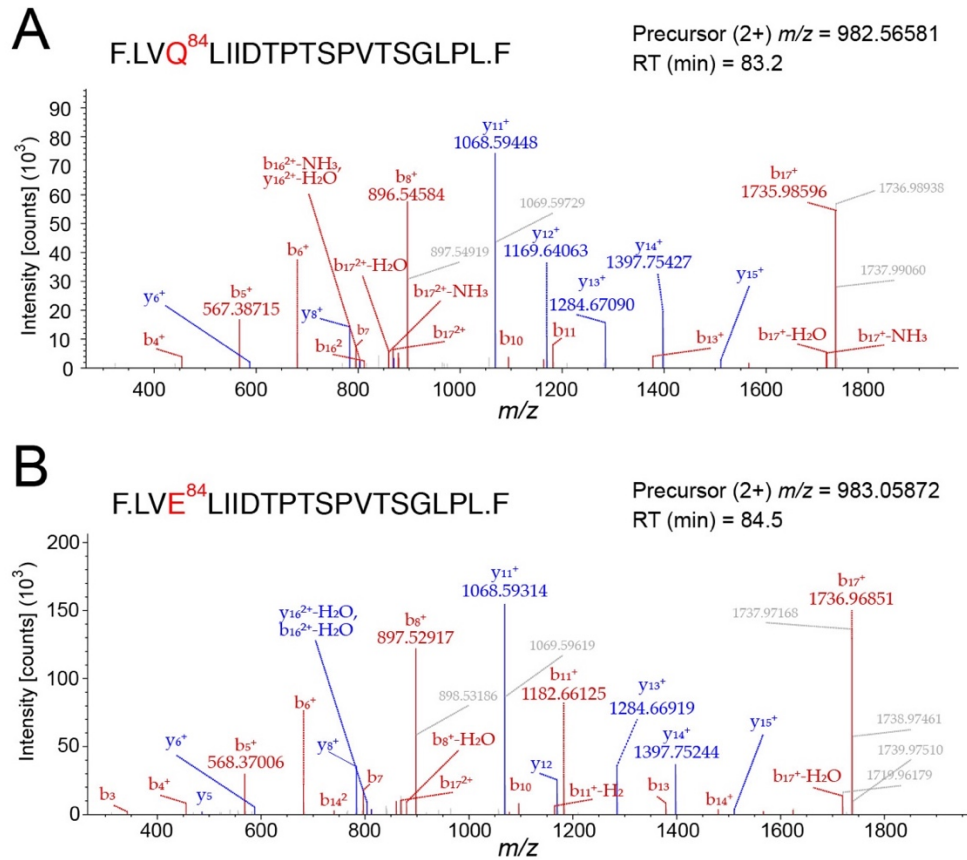 A
F.LVQ84LIIDTPTSPVTSGLPL.F
Precursor (2+) m/z = 982.56581
RT (min) = 83.2
Intensity [counts] (10³)
90
80
70
60
50
40
30
20
10
0
y₁₁⁺
1068.59448
b₁₆²⁺-NH₃,
y₁₆²⁺-H₂O
b₈⁺
896.54584
1069.59729
b₁₇⁺
1735.98596
1736.98938
b₆⁺
b₁₇²⁺-H₂O
897.54919
y₁₂⁺
1169.64063
y₁₄⁺
1397.75427
y₁₃⁺
1284.67090
1737.99060
y₆⁺
b₅⁺
567.38715
y₈⁺
b₁₇²⁺-NH₃
y₁₅⁺
b₄⁺
b₁₆²
b₇
b₁₇²⁺
b₁₀
b₁₁
b₁₃⁺
b₁₇⁺-H₂O
b₁₇⁺-NH₃
400
600
800
1000
1200
1400
1600
1800
m/z
B
F.LVE84LIIDTPTSPVTSGLPL.F
Precursor (2+) m/z = 983.05872
RT (min) = 84.5
Intensity [counts] (10³)
200
150
100
50
0
y₁₁⁺
1068.59314
b₁₇⁺
1736.96851
y₁₆²⁺-H₂O,
b₁₆²⁺-H₂O
b₈⁺
897.52917
1069.59619
1737.97168
b₆⁺
898.53186
b₁₁⁺
1182.66125
y₁₃⁺
1284.66919
y₁₄⁺
1397.75244
1738.97461
1739.97510
1719.96179
y₆⁺
b₅⁺
568.37006
y₈⁺
b₈⁺-H₂O
y₁₅⁺
b₃
b₄⁺
y₅
b₁₄²
b₇
b₁₇²⁺
b₁₀
y₁₂
b₁₁⁺-H₂
b₁₃
b₁₄⁺
b₁₇⁺-H₂O
400
600
800
1000
1200
1400
1600
1800
m/z